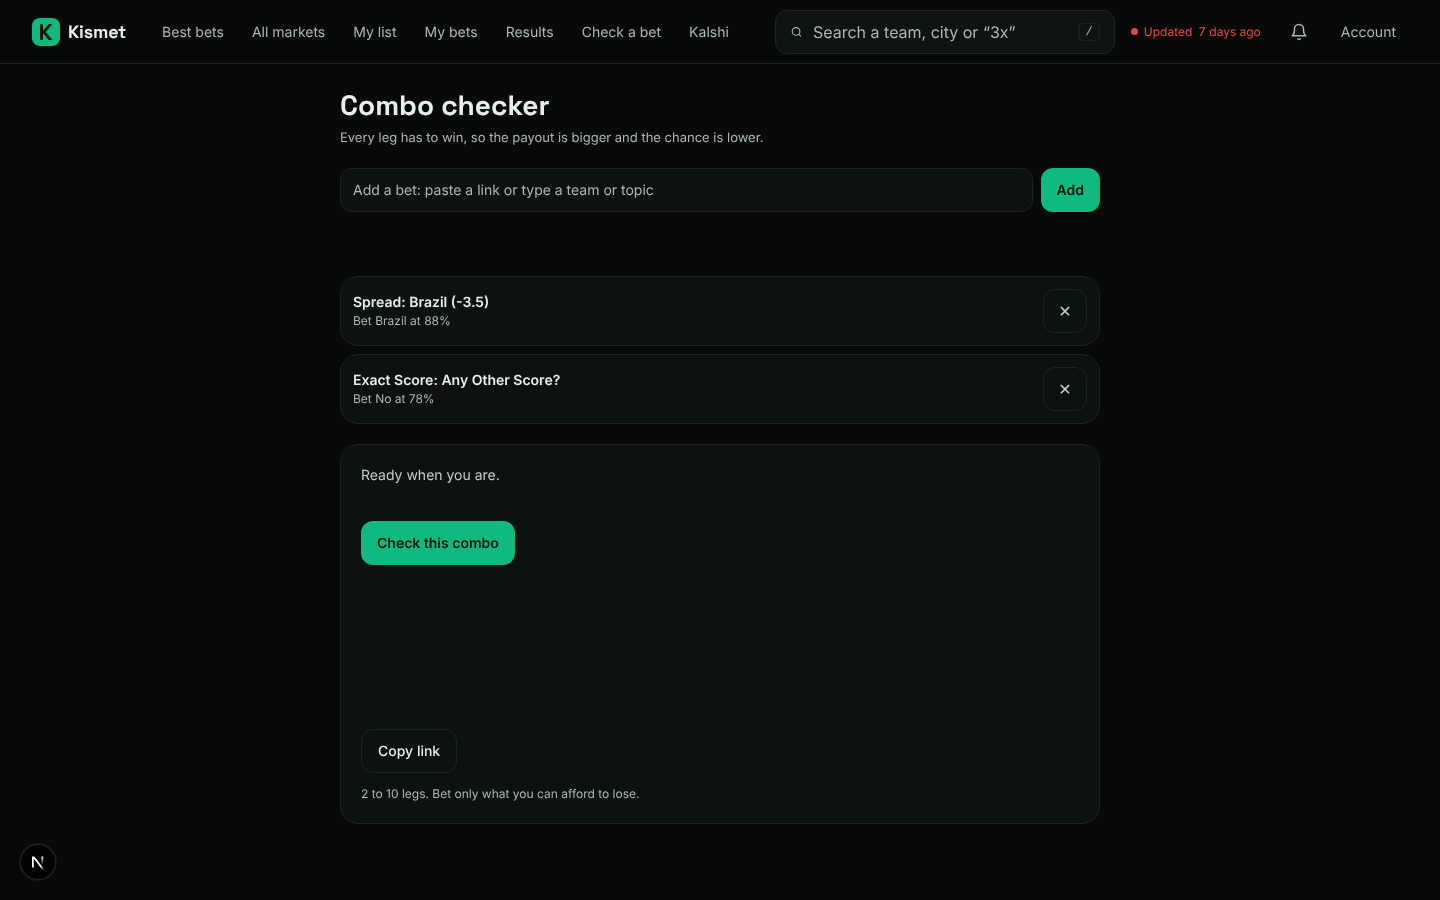 K Kismet Best bets All markets My list My bets Results Check a bet Kalshi Search a team, city or “3x” / Updated 7 days ago Account
Combo checker
Every leg has to win, so the payout is bigger and the chance is lower.
Add a bet: paste a link or type a team or topic Add
Spread: Brazil (-3.5)
Bet Brazil at 88%
Exact Score: Any Other Score?
Bet No at 78%
Ready when you are.
Check this combo
Copy link
2 to 10 legs. Bet only what you can afford to lose.
N